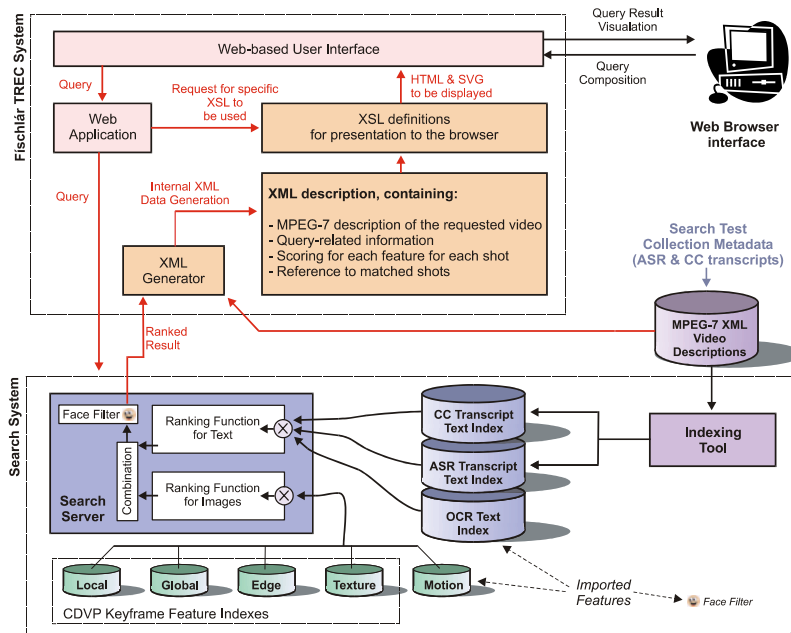 Fischlár TREC System
Web-based User Interface
Query Result
Visualation
Query
Composition
Web Browser
interface
Query
Request for specific
XSL to
be used
HTML & SVG
to be displayed
Web
Application
XSL definitions
for presentation to the browser
Query
Internal XML
Data Generation
XML description, containing:
- MPEG-7 description of the requested video
- Query-related information
- Scoring for each feature for each shot
- Reference to matched shots
XML
Generator
Search Test
Collection Metadata
(ASR & CC transcripts)
Ranked
Result
MPEG-7 XML
Video
Descriptions
Search System
Face Filter
Ranking Function
for Text
Combination
Ranking Function
for Images
Search
Server
CC Transcript
Text Index
ASR Transcript
Text Index
OCR Text
Index
Indexing
Tool
Local
Global
Edge
Texture
Motion
CDVP Keyframe Feature Indexes
Imported
Features
Face Filter